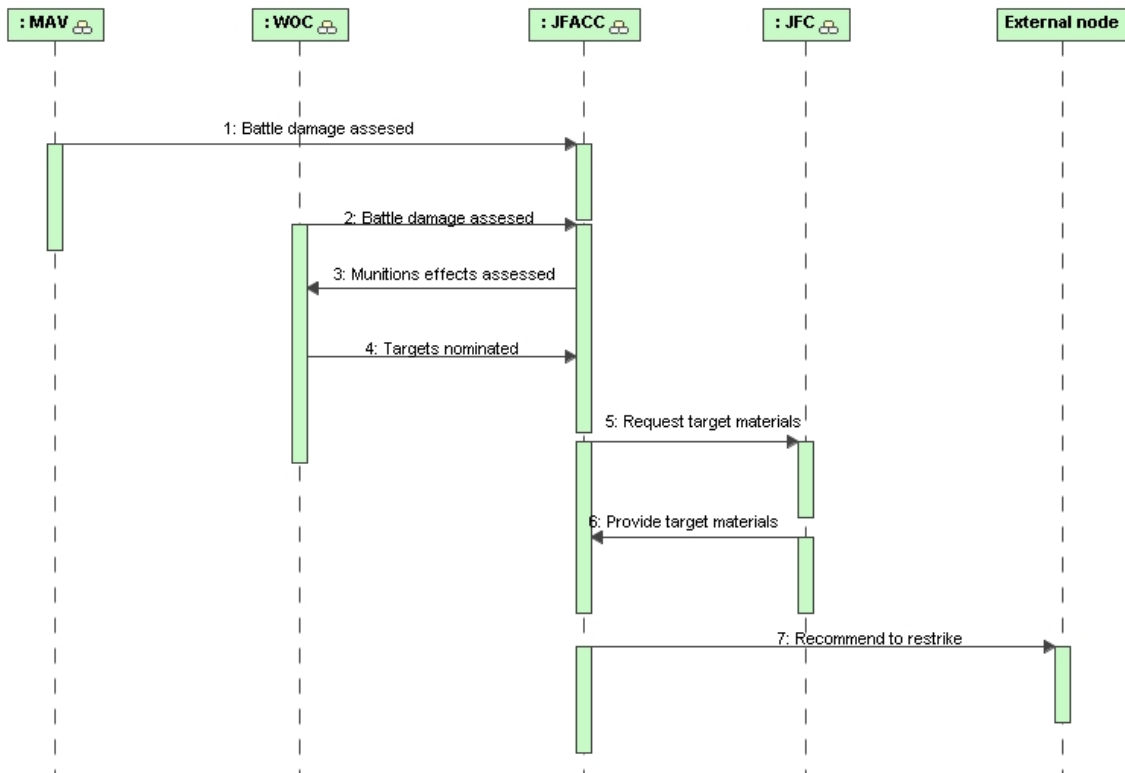 : MAV
: WOC
: JFACC
: JFC
External node
1: Battle damage assesed
2: Battle damage assesed
3: Munitions effects assessed
4: Targets nominated
5: Request target materials
6: Provide target materials
7: Recommend to restrike